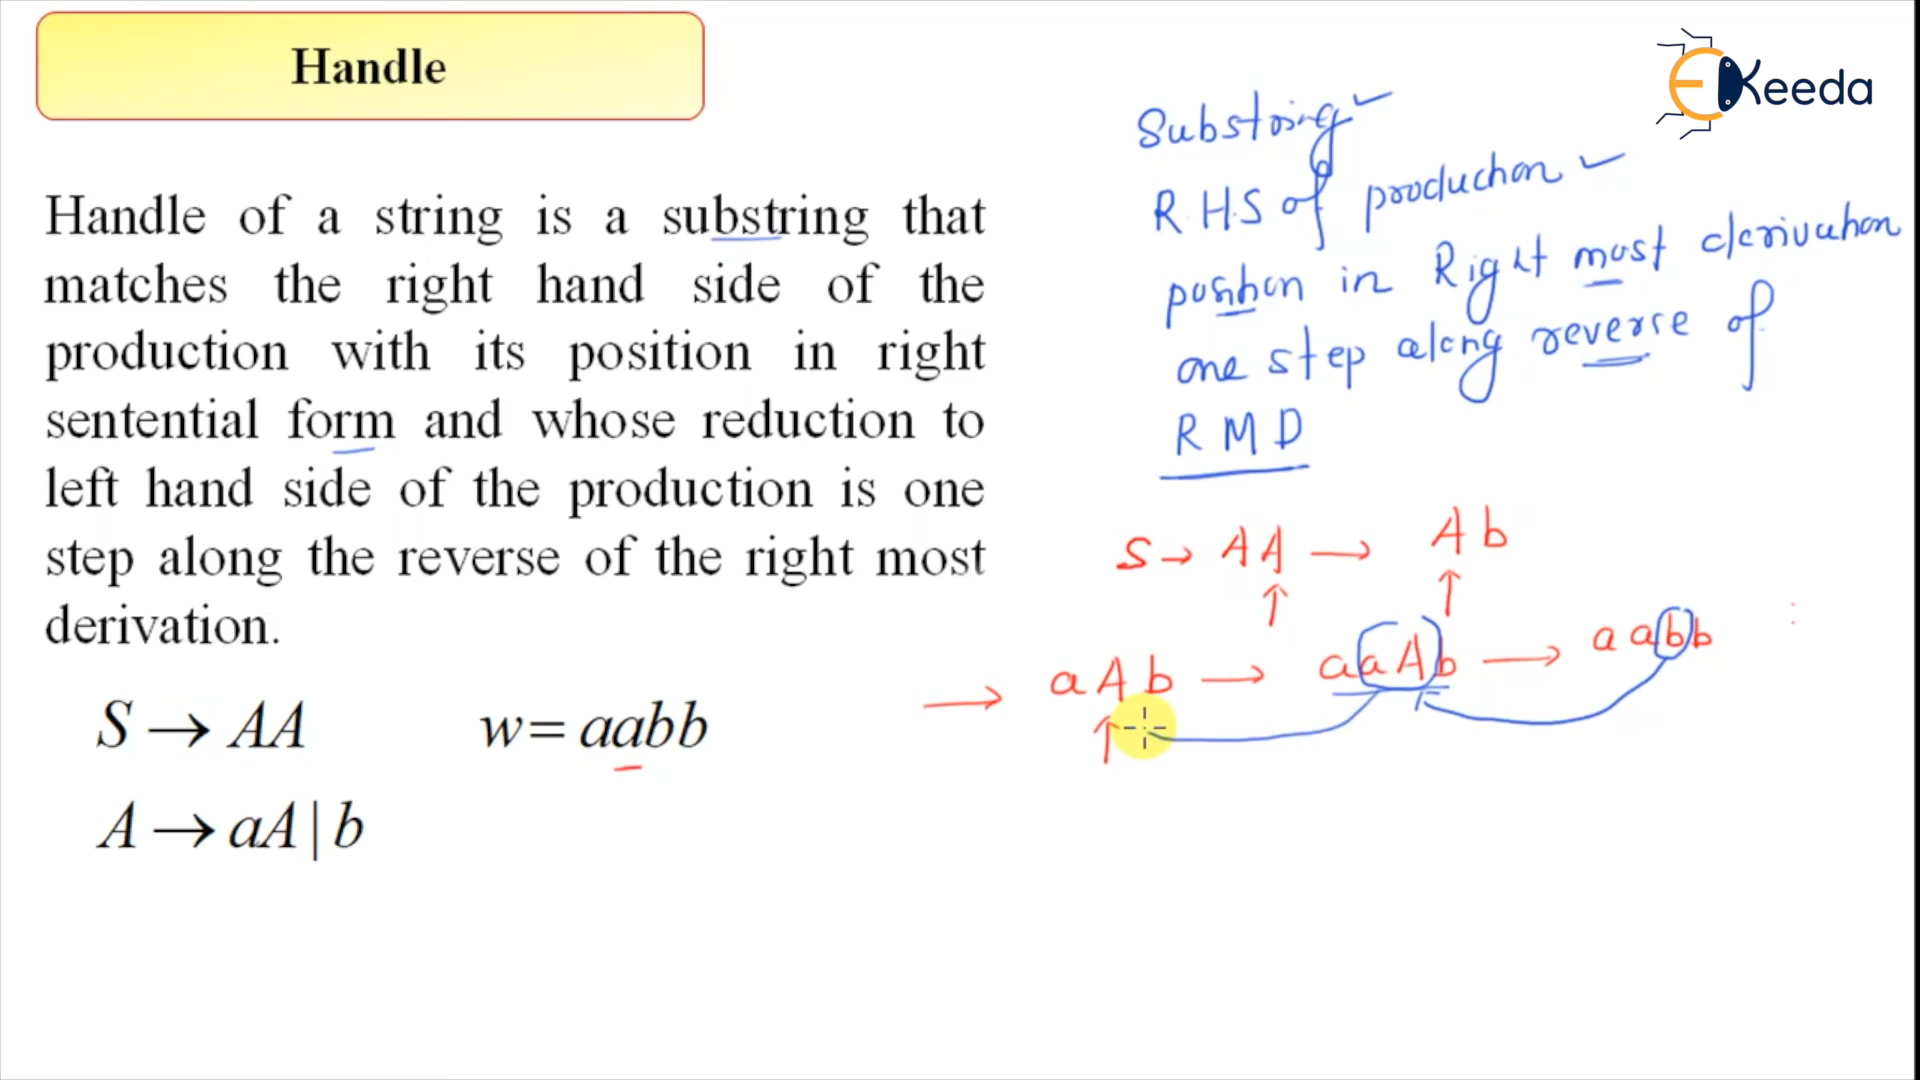 Handle
EKeeda
Handle of a string is a substring that
matches the right hand side of the
production with its position in right
sentential form and whose reduction to
left hand side of the production is one
step along the reverse of the right most
derivation.
S → AA w = aabb
A → aA | b
Substring ✓
R.H.S of production ✓
position in Right most derivation
one step along reverse of
RMD
S → AA → Ab
→ aAb → aaAb → aabb